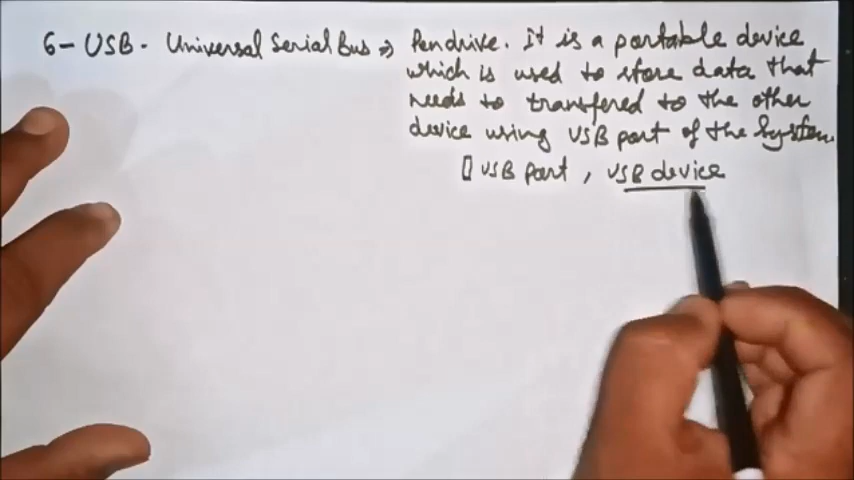 6- USB - Universal Serial Bus ⇒ Pendrive. It is a portable device
which is used to store data that
needs to transfered to the other
device using USB port of the System.
▯ USB port , USB device